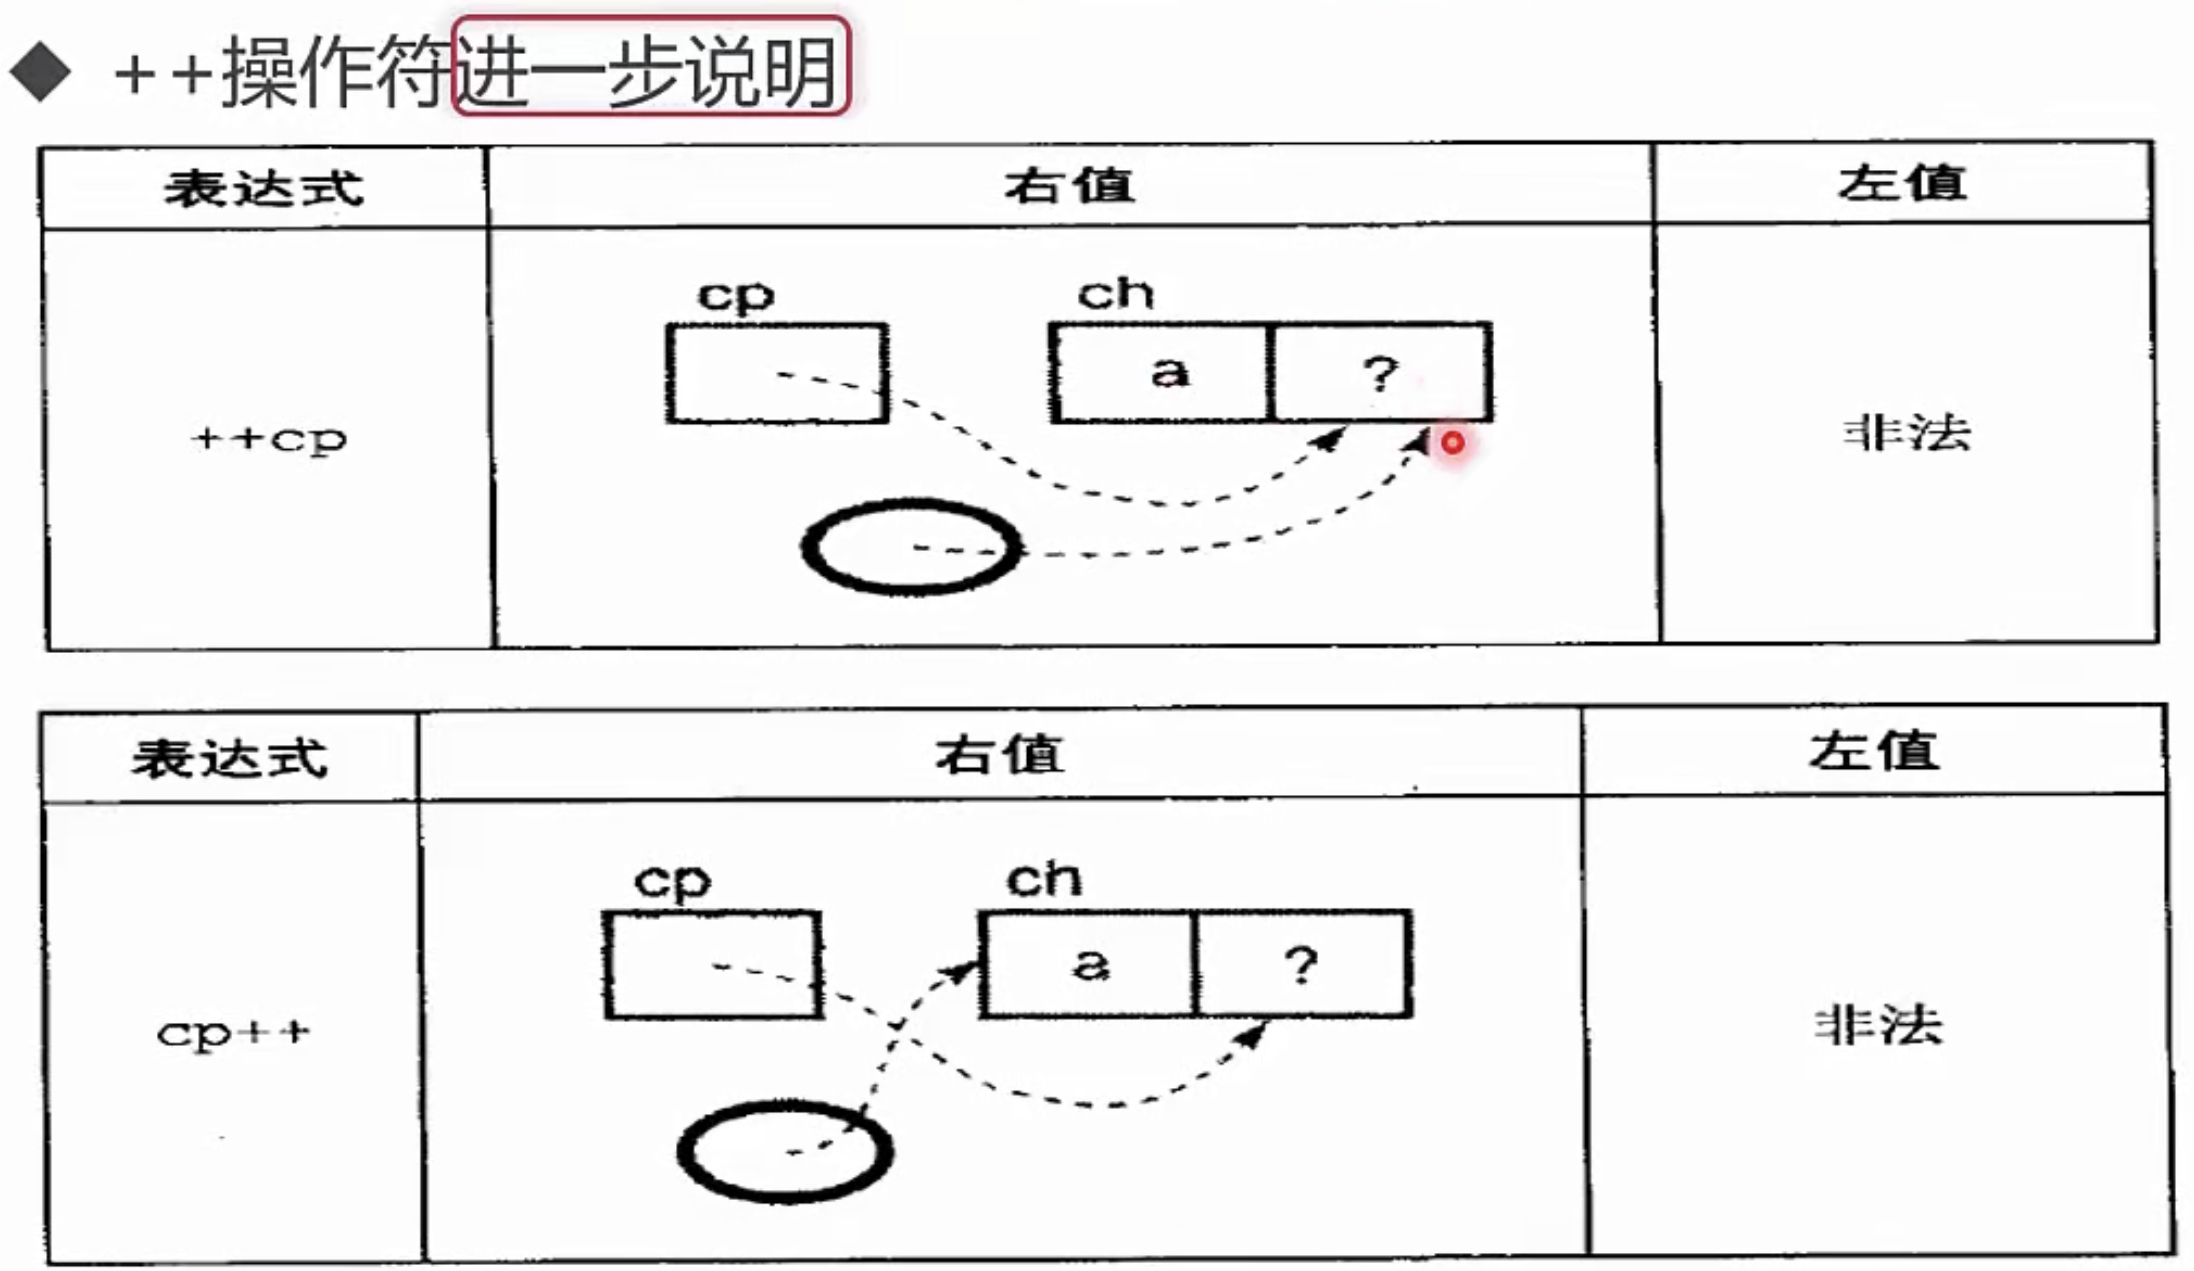 ◆ ++操作符进一步说明
表达式 右值 左值
cp ch
a ?
++cp 非法
表达式 右值 左值
cp ch
a ?
cp++ 非法